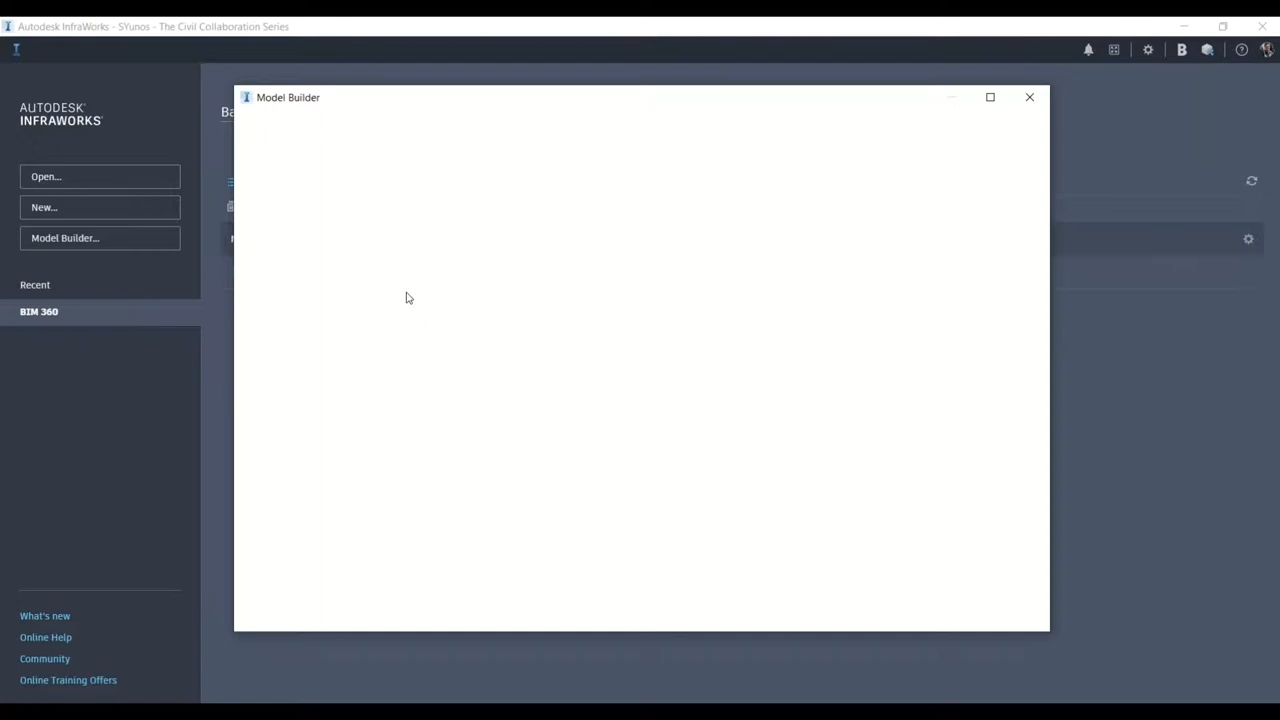 Autodesk InfraWorks - SYunos - The Civil Collaboration Series
Model Builder
AUTODESK'
INFRAWORKS'
Open...
New...
Model Builder...
Recent
BIM 360
What's new
Online Help
Community
Online Training Offers